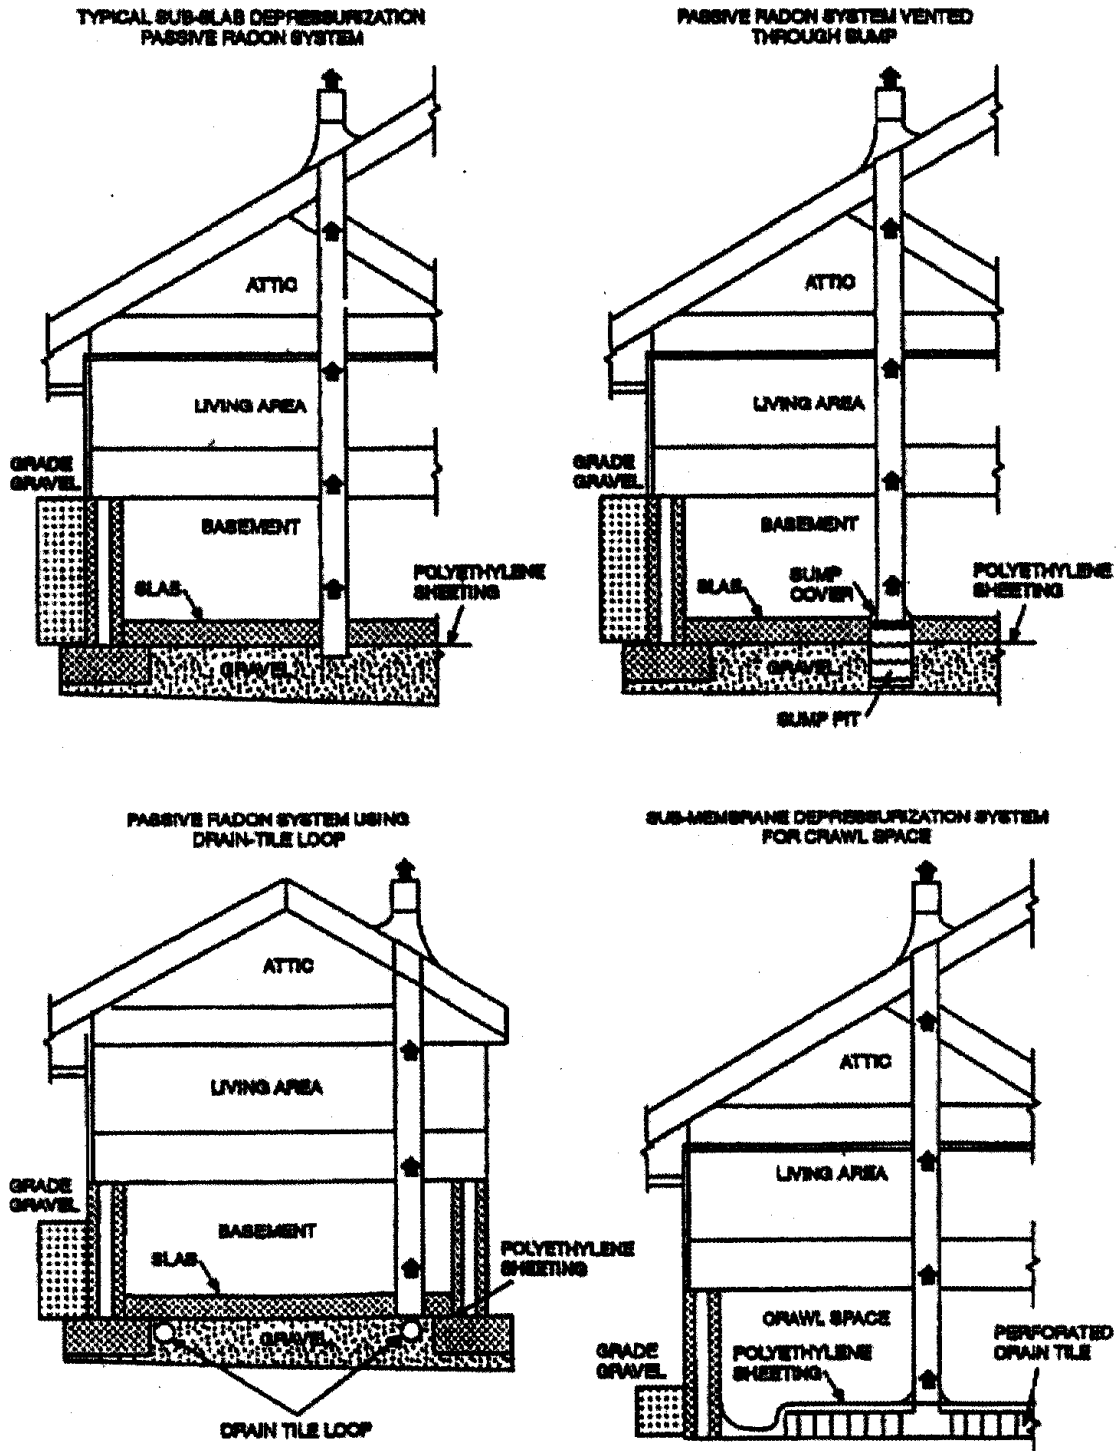 TYPICAL SUB-SLAB DEPRESSURIZATION
PASSIVE RADON SYSTEM
ATTIC
LIVING AREA
GRADE
GRAVEL
BASEMENT
SLAB
POLYETHYLENE
SHEETING
GRAVEL
PASSIVE RADON SYSTEM VENTED
THROUGH SUMP
ATTIC
LIVING AREA
GRADE
GRAVEL
BASEMENT
SLAB
SUMP
COVER
POLYETHYLENE
SHEETING
GRAVEL
SUMP PIT
PASSIVE RADON SYSTEM USING
DRAIN-TILE LOOP
ATTIC
LIVING AREA
GRADE
GRAVEL
BASEMENT
SLAB
POLYETHYLENE
SHEETING
GRAVEL
DRAIN TILE LOOP
SUB-MEMBRANE DEPRESSURIZATION SYSTEM
FOR CRAWL SPACE
ATTIC
LIVING AREA
CRAWL SPACE
GRADE
GRAVEL
POLYETHYLENE
SHEETING
PERFORATED
DRAIN TILE